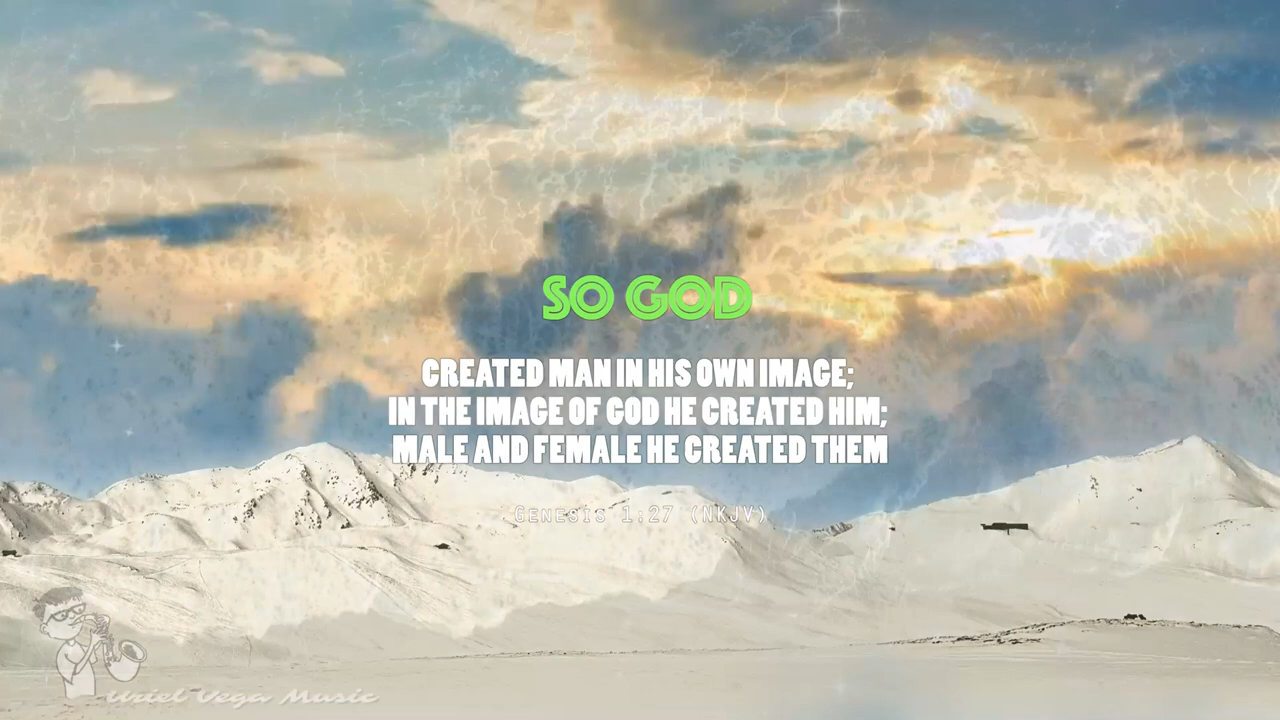 SO GOD
CREATED MAN IN HIS OWN IMAGE;
IN THE IMAGE OF GOD HE CREATED HIM;
MALE AND FEMALE HE CREATED THEM
GENESIS 1:27 (NKJV)
Uriel Vega Music